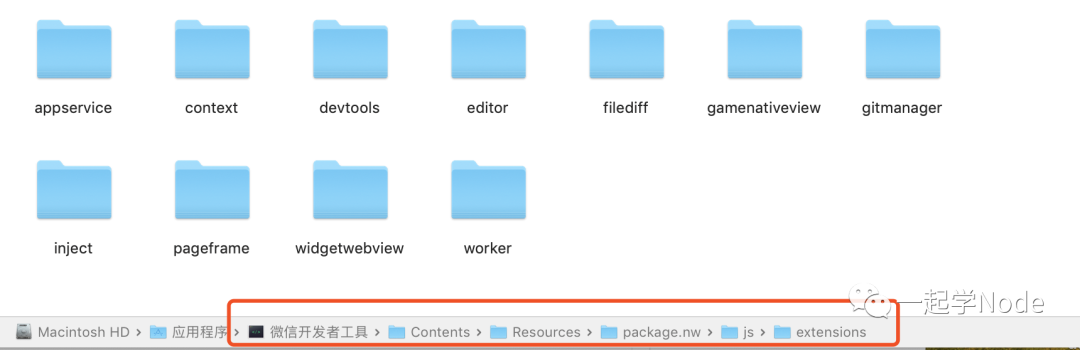 appservice context devtools editor filediff gamenativeview gitmanager
inject pageframe widgetwebview worker
一起学Node
Macintosh HD › 应用程序 › 微信开发者工具 › Contents › Resources › package.nw › js › extensions